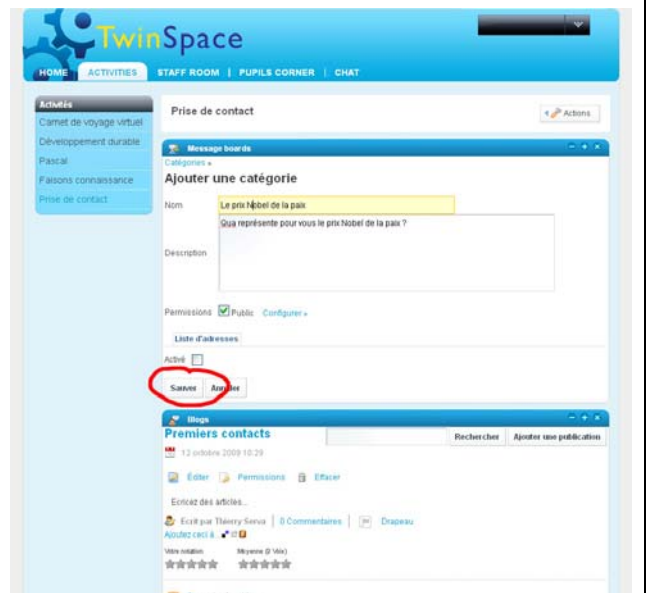 TwinSpace
HOME ACTIVITIES STAFF ROOM | PUPILS CORNER | CHAT
Activités
Carnet de voyage virtuel
Développement durable
Pascal
Faisons connaissance
Prise de contact
Prise de contact
Actions
Message boards
Catégories »
Ajouter une catégorie
Nom Le prix Nobel de la paix
Qua représente pour vous le prix Nobel de la paix ?
Description
Permissions Public Configurer »
Liste d'adresses
Activé
Sauver Annuler
Blogs
Premiers contacts
Rechercher Ajouter une publication
12 octobre 2009 10:29
Éditer Permissions Effacer
Ecricez des articles...
Ecrit par Thierry Serva | 0 Commentaires | Drapeau
Ajoutez ceci à
Votre notation Moyenne (0 Voix)